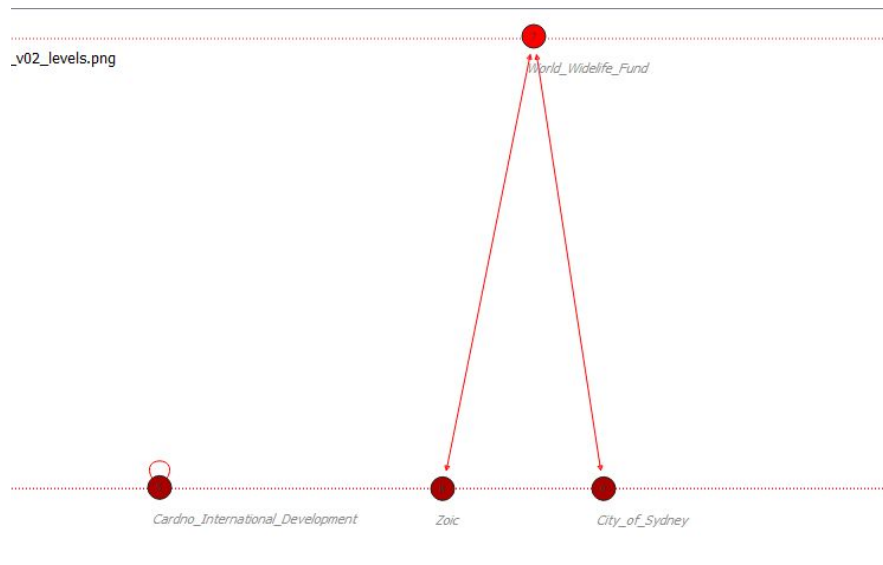 _v02_levels.png
World_Widelife_Fund
Cardno_International_Development
Zoic
City_of_Sydney